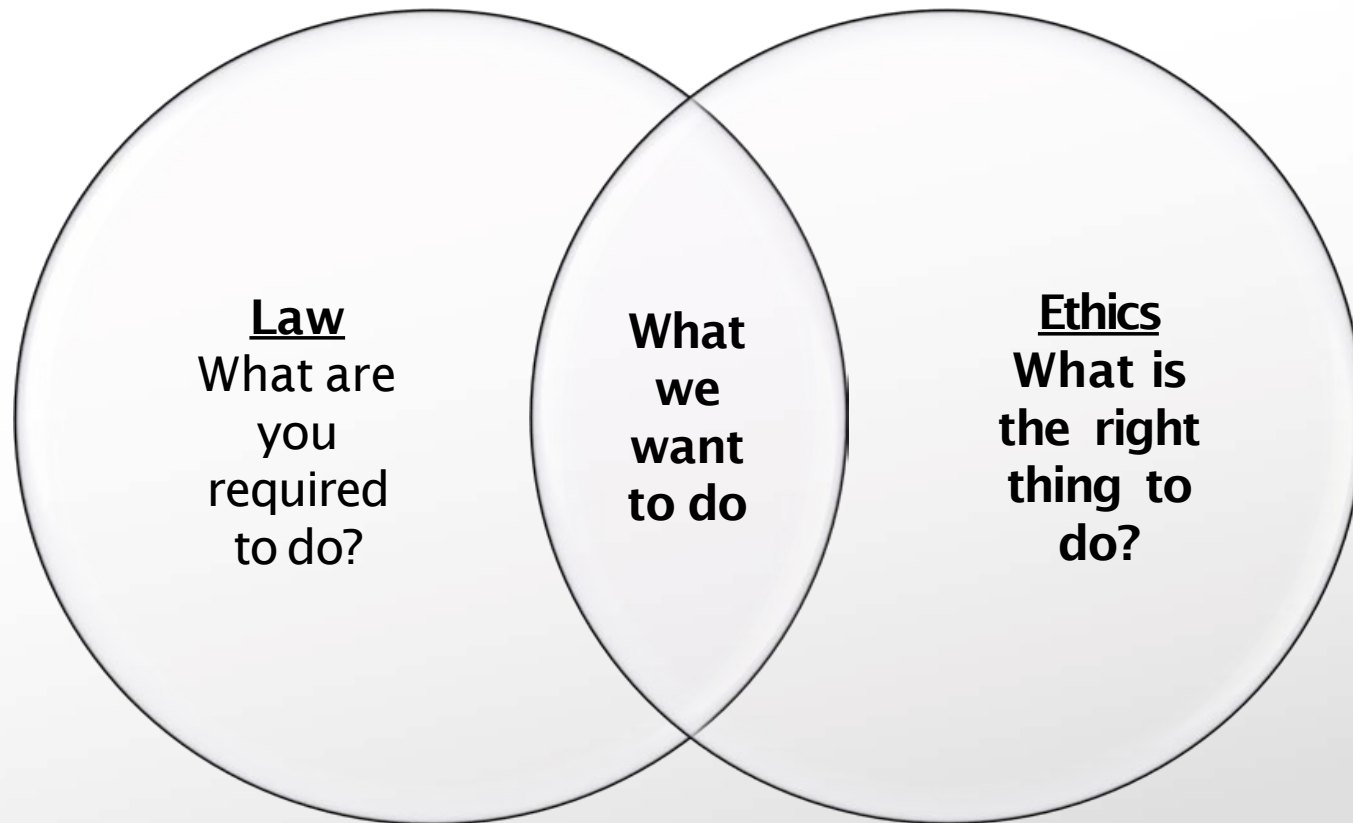 Law
What are
you
required
to do?
What
we
want
to do
Ethics
What is
the right
thing to
do?